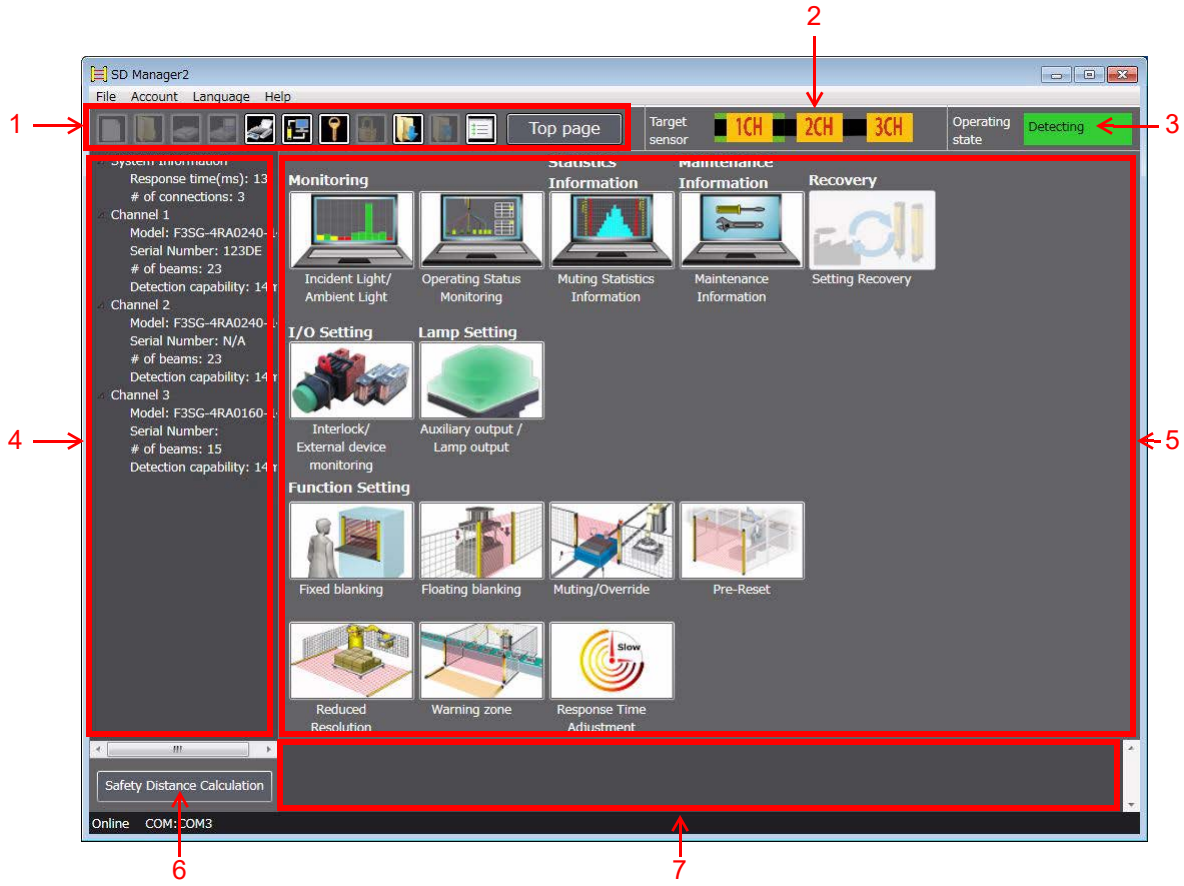 2
SD Manager2
File Account Language Help
1
Top page
Target
sensor
1CH
2CH
3CH
Operating
state
Detecting
3
System Information
Response time(ms): 13
# of connections: 3
Channel 1
Model: F3SG-4RA0240-14
Serial Number: 123DE
# of beams: 23
Detection capability: 14
Channel 2
Model: F3SG-4RA0240-
Serial Number: N/A
# of beams: 23
Detection capability: 14
Channel 3
Model: F3SG-4RA0160-
Serial Number:
# of beams: 15
Detection capability: 14
4
Monitoring
Statistics
Information
Maintenance
Information
Recovery
Incident Light/
Ambient Light
Operating Status
Monitoring
Muting Statistics
Information
Maintenance
Information
Setting Recovery
I/O Setting
Lamp Setting
Interlock/
External device
monitoring
Auxiliary output /
Lamp output
5
Function Setting
Fixed blanking
Floating blanking
Muting/Override
Pre-Reset
Slow
Reduced
Resolution
Warning zone
Response Time
Adjustment
Safety Distance Calculation
Online COM:COM3
6
7